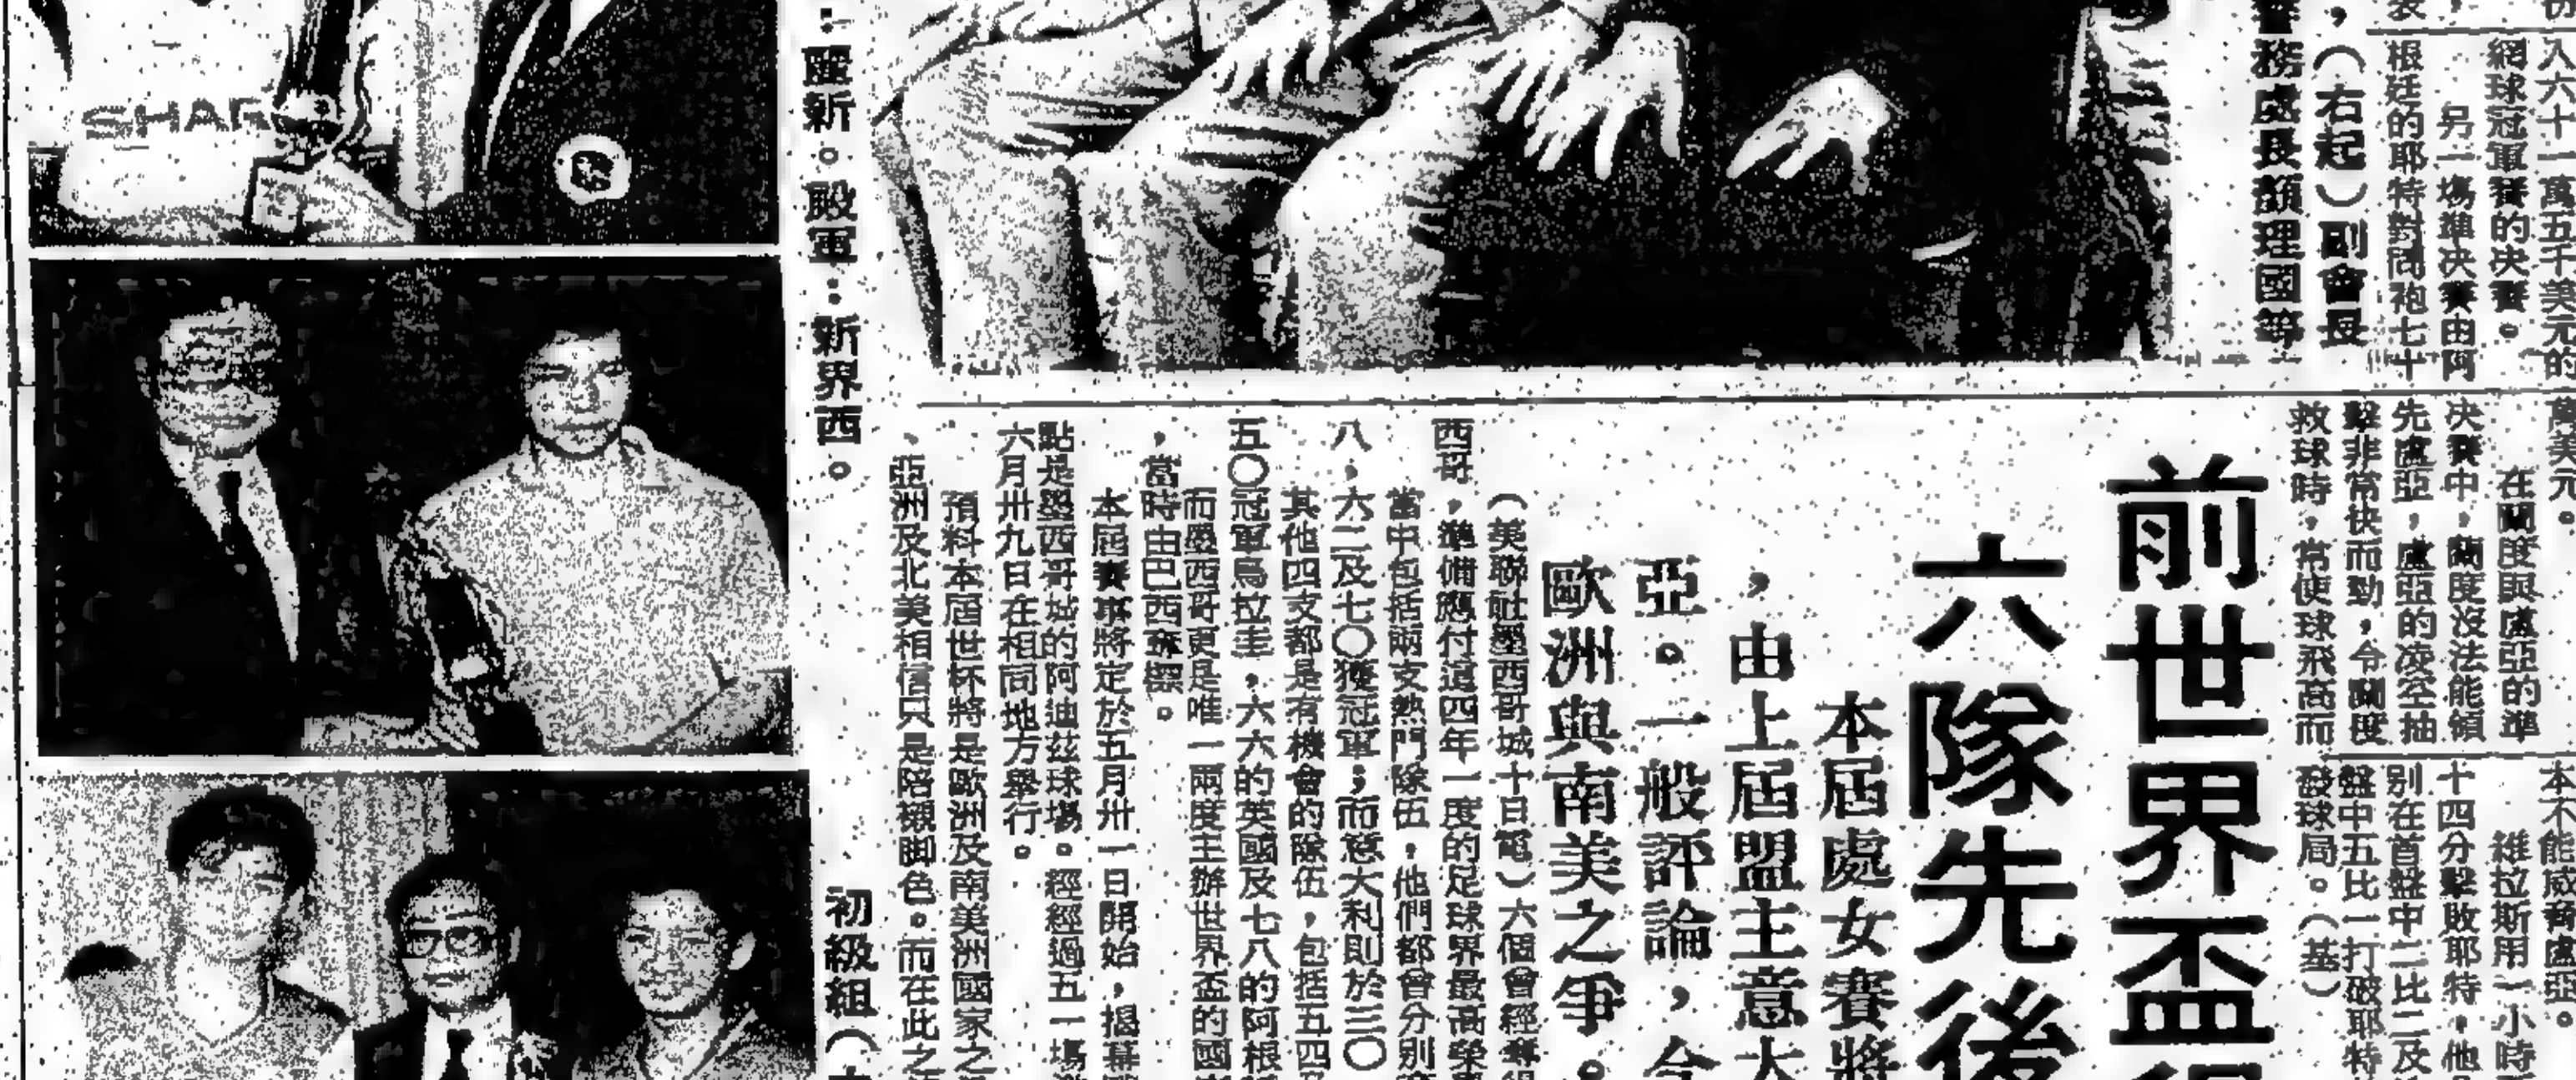 入六十一萬五千美元的
網球冠軍賽的决賽。
另一場準决賽由阿
根廷的耶特對同袍七十
，（右起）副會長
務處長顏理國等
萬美元。
在蘭度與盧亞的準
决賽中，蘭度沒法能領
先盧亞，盧亞的凌空抽
擊非常快而勁，令蘭度
救球時，常使球飛高而
本不能威脅盧亞。
維拉斯用一小時
十四分擊敗耶特，他
别在首盤中二比二及
盤中五比一打破耶特
發球局。（基）
前世界盃
六隊先後
本屆處女賽將
，由上屆盟主意大
亞。一般評論，今
歐洲與南美之爭。
（美聯社墨西哥城十日電）六個曾經奪
西哥，準備應付這四年一度的足球界最高榮
當中包括兩支熱門隊伍，他們都曾分別
八，六二及七〇獲冠軍；而意大利則於三〇
其他四支都是有機會的隊伍，包括五四及
五〇冠軍烏拉圭，六六的英國及七八的阿根
而墨西哥更是唯一兩度主辦世界盃的國
，當時由巴西奪標。
本屆賽事將定於五月卅一日開始，揭幕
點是墨西哥城的阿迪茲球場。經經過五一場
六月卅九日在相同地方舉行。
預料本屆世杯將是歐洲及南美洲國家之
，亞洲及北美相信只是陪襯脚色。而在此之
：匯新。殿軍：新界西。
初級組（
SHAR